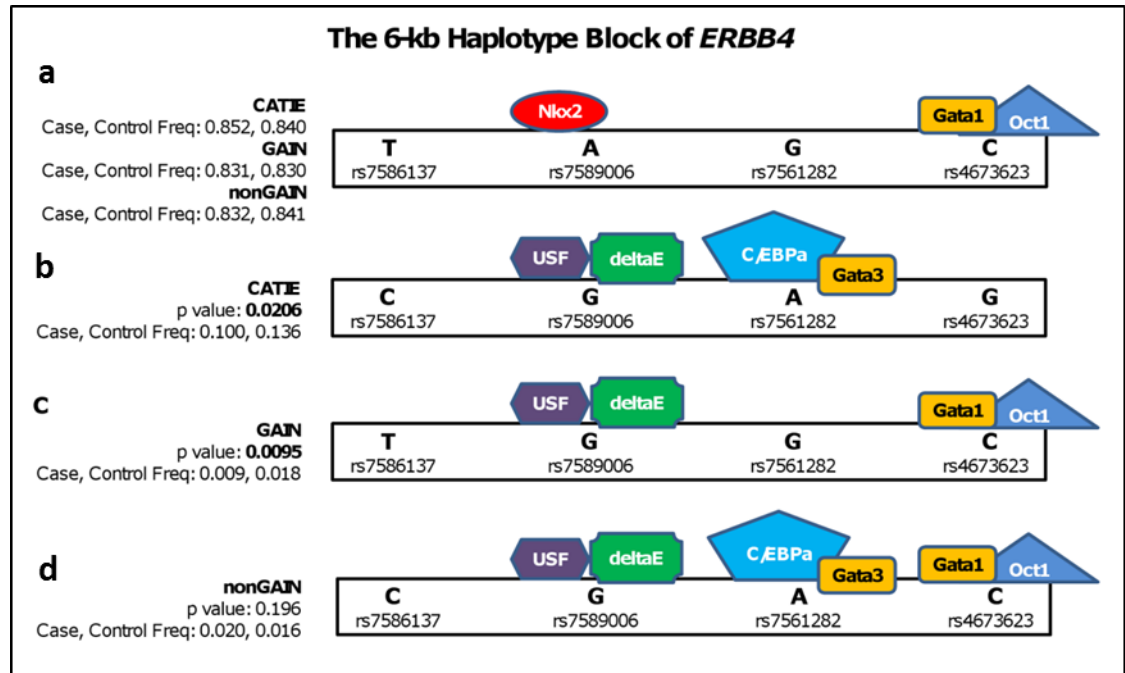 The 6-kb Haplotype Block of ERBB4
a
CATIE
Case, Control Freq: 0.852, 0.840
GAIN
Case, Control Freq: 0.831, 0.830
nonGAIN
Case, Control Freq: 0.832, 0.841
Nkx2
Gata1
Oct1
T
A
G
C
rs7586137
rs7589006
rs7561282
rs4673623
b
CATIE
p value: 0.0206
Case, Control Freq: 0.100, 0.136
USF
deltaE
C/EBPa
Gata3
C
G
A
G
rs7586137
rs7589006
rs7561282
rs4673623
c
GAIN
p value: 0.0095
Case, Control Freq: 0.009, 0.018
USF
deltaE
Gata1
Oct1
T
G
G
C
rs7586137
rs7589006
rs7561282
rs4673623
d
nonGAIN
p value: 0.196
Case, Control Freq: 0.020, 0.016
USF
deltaE
C/EBPa
Gata3
Gata1
Oct1
C
G
A
C
rs7586137
rs7589006
rs7561282
rs4673623